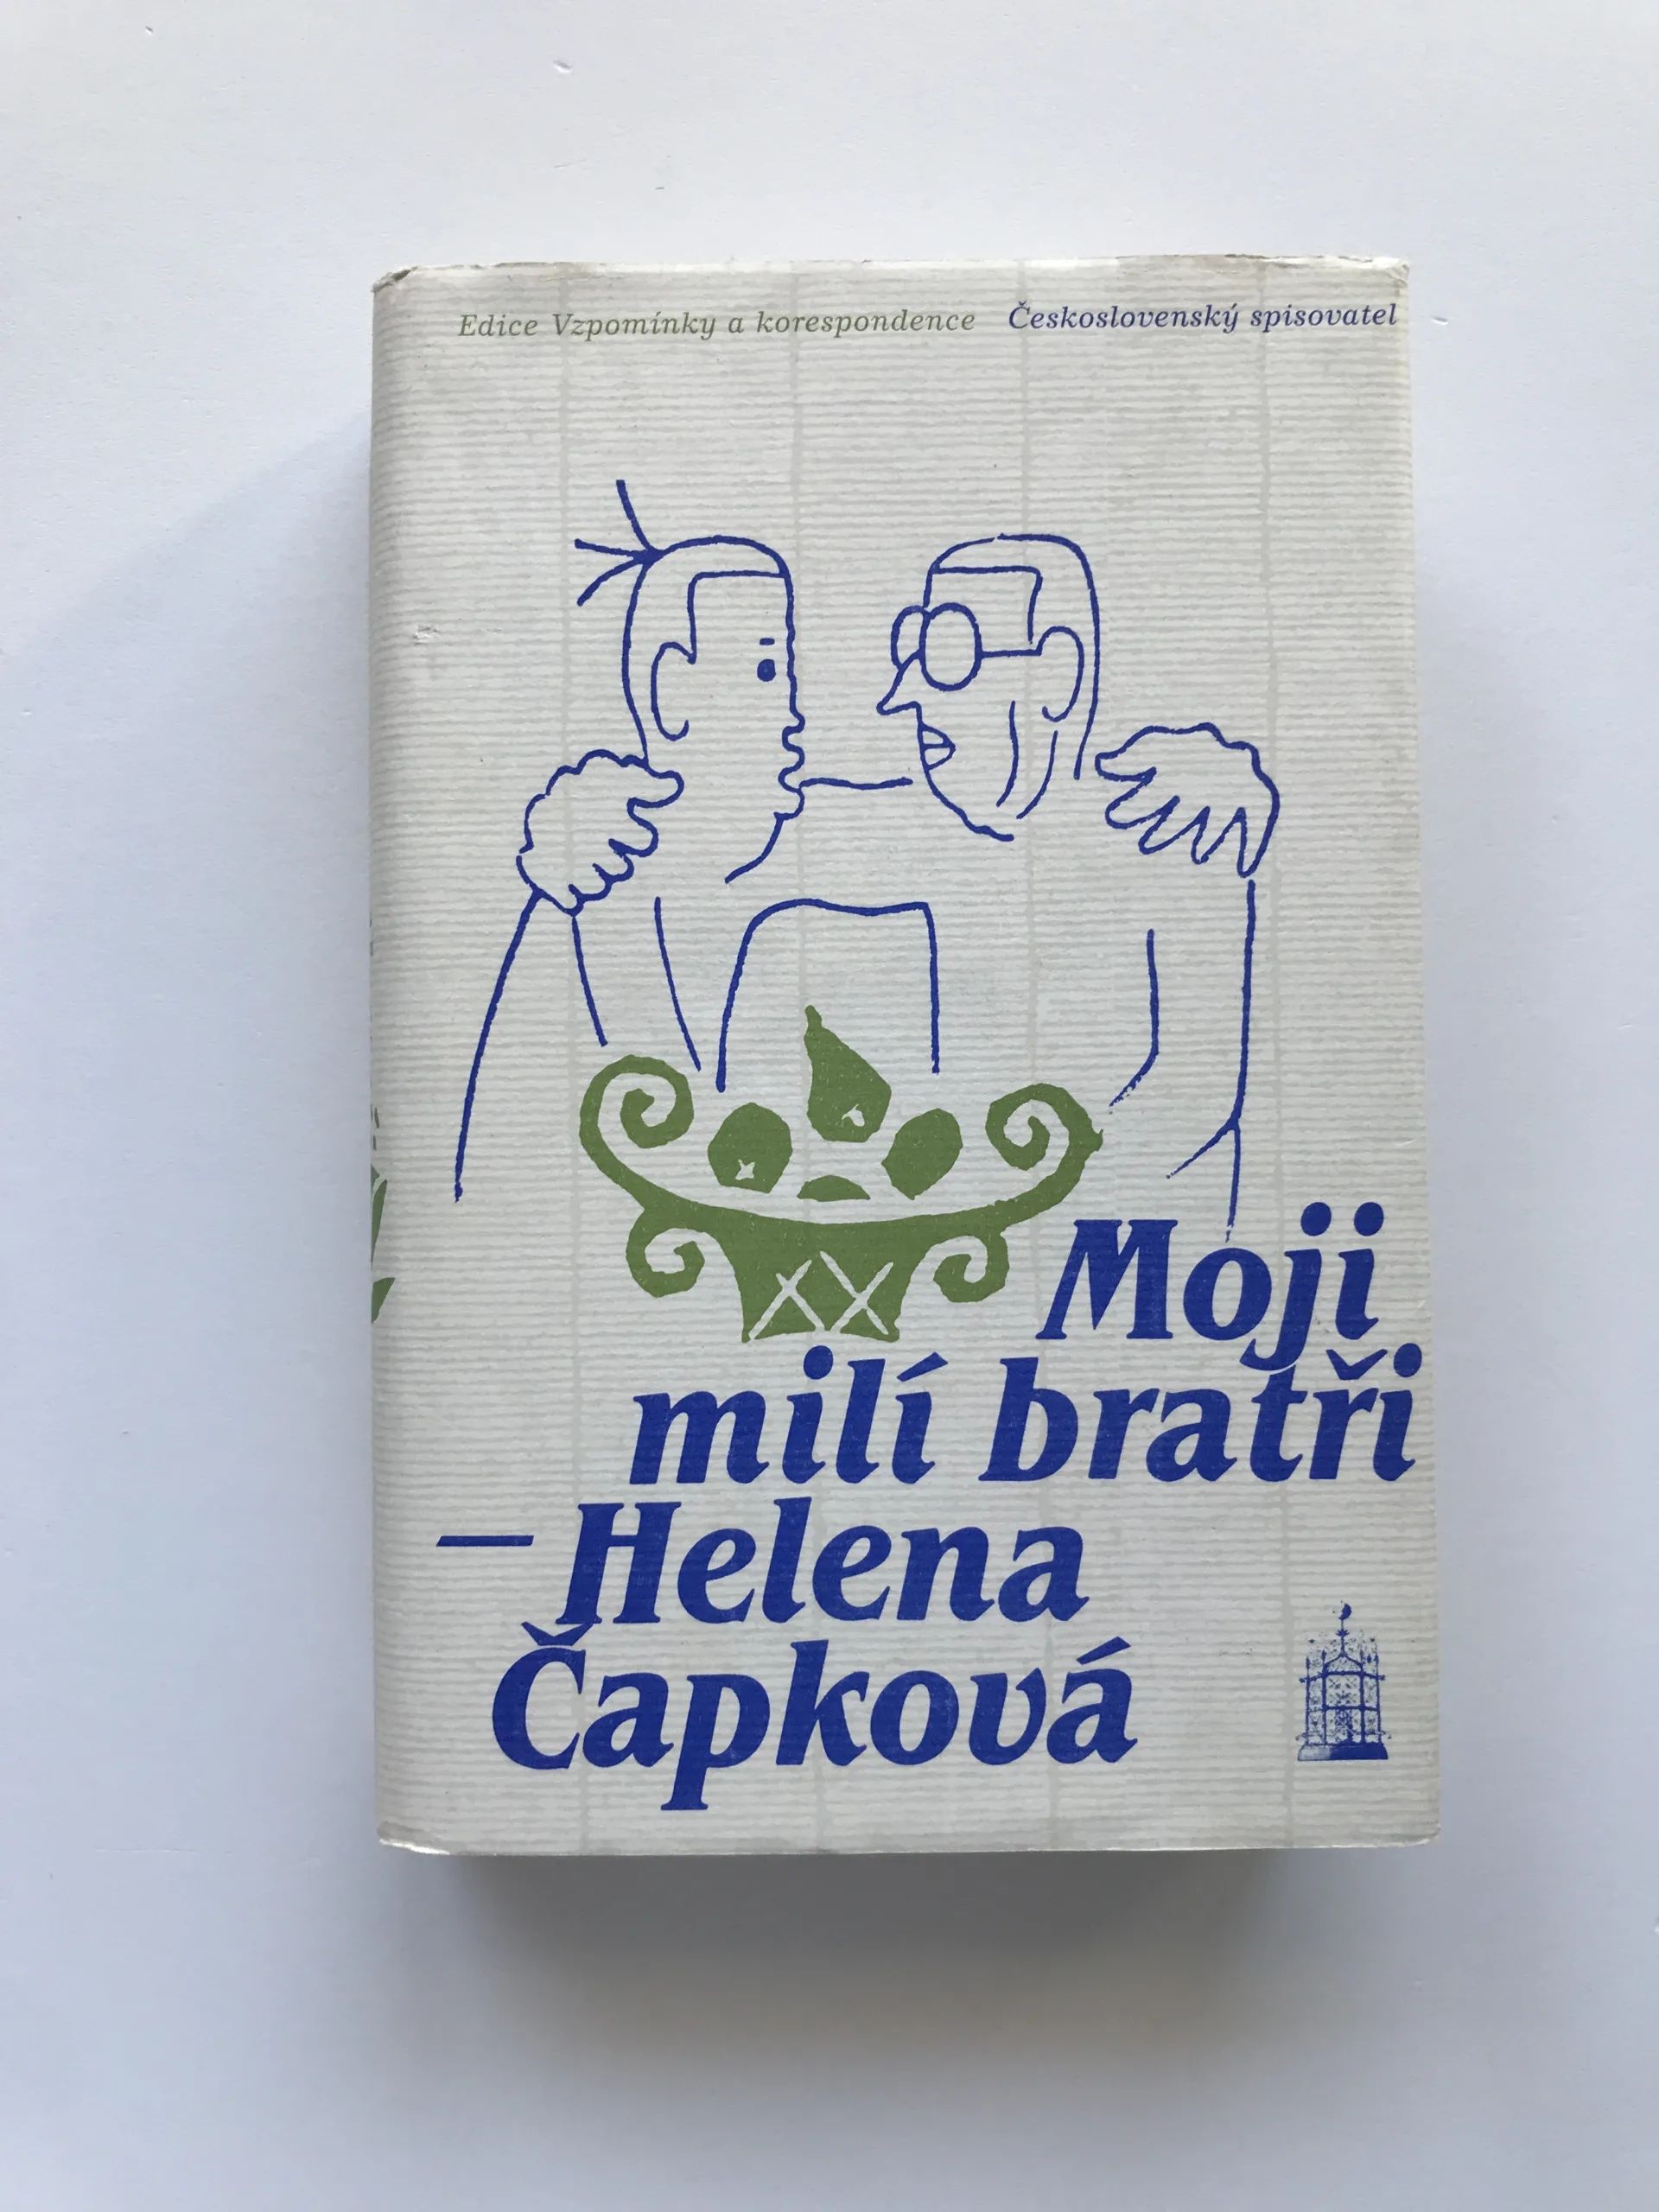 Edice Vzpomínky a korespondence Československý spisovatel
Moji
milí bratři
— Helena
Čapková